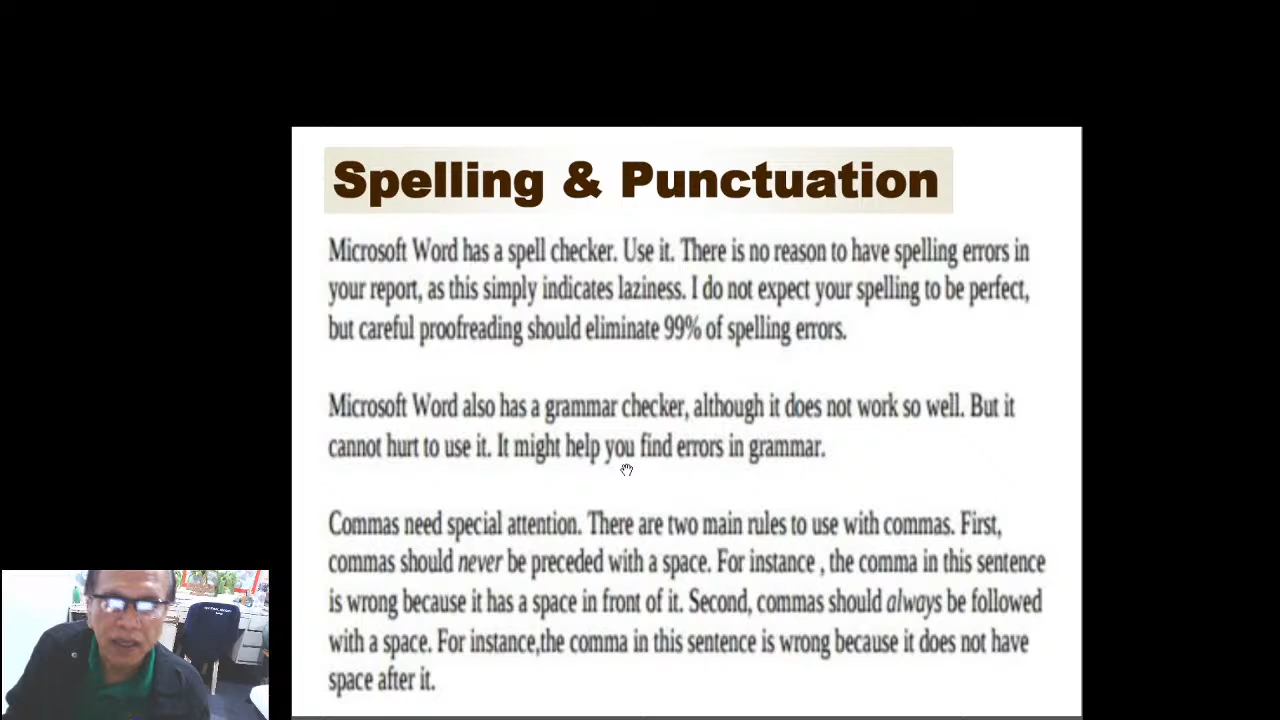 Spelling & Punctuation
Microsoft Word has a spell checker. Use it. There is no reason to have spelling errors in
your report, as this simply indicates laziness. I do not expect your spelling to be perfect,
but careful proofreading should eliminate 99% of spelling errors.
Microsoft Word also has a grammar checker, although it does not work so well. But it
cannot hurt to use it. It might help you find errors in grammar.
Commas need special attention. There are two main rules to use with commas. First,
commas should never be preceded with a space. For instance , the comma in this sentence
is wrong because it has a space in front of it. Second, commas should always be followed
with a space. For instance,the comma in this sentence is wrong because it does not have
space after it.